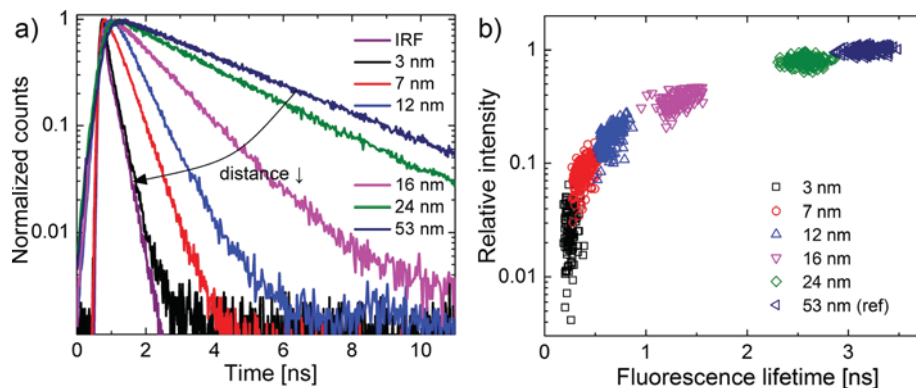 a)
Normalized counts
1
0.1
0.01
0
2
4
6
8
10
Time [ns]
IRF
3 nm
7 nm
12 nm
distance ↓
16 nm
24 nm
53 nm
b)
Relative intensity
1
0.1
0.01
0
1
2
3
Fluorescence lifetime [ns]
3 nm
7 nm
12 nm
16 nm
24 nm
53 nm (ref)